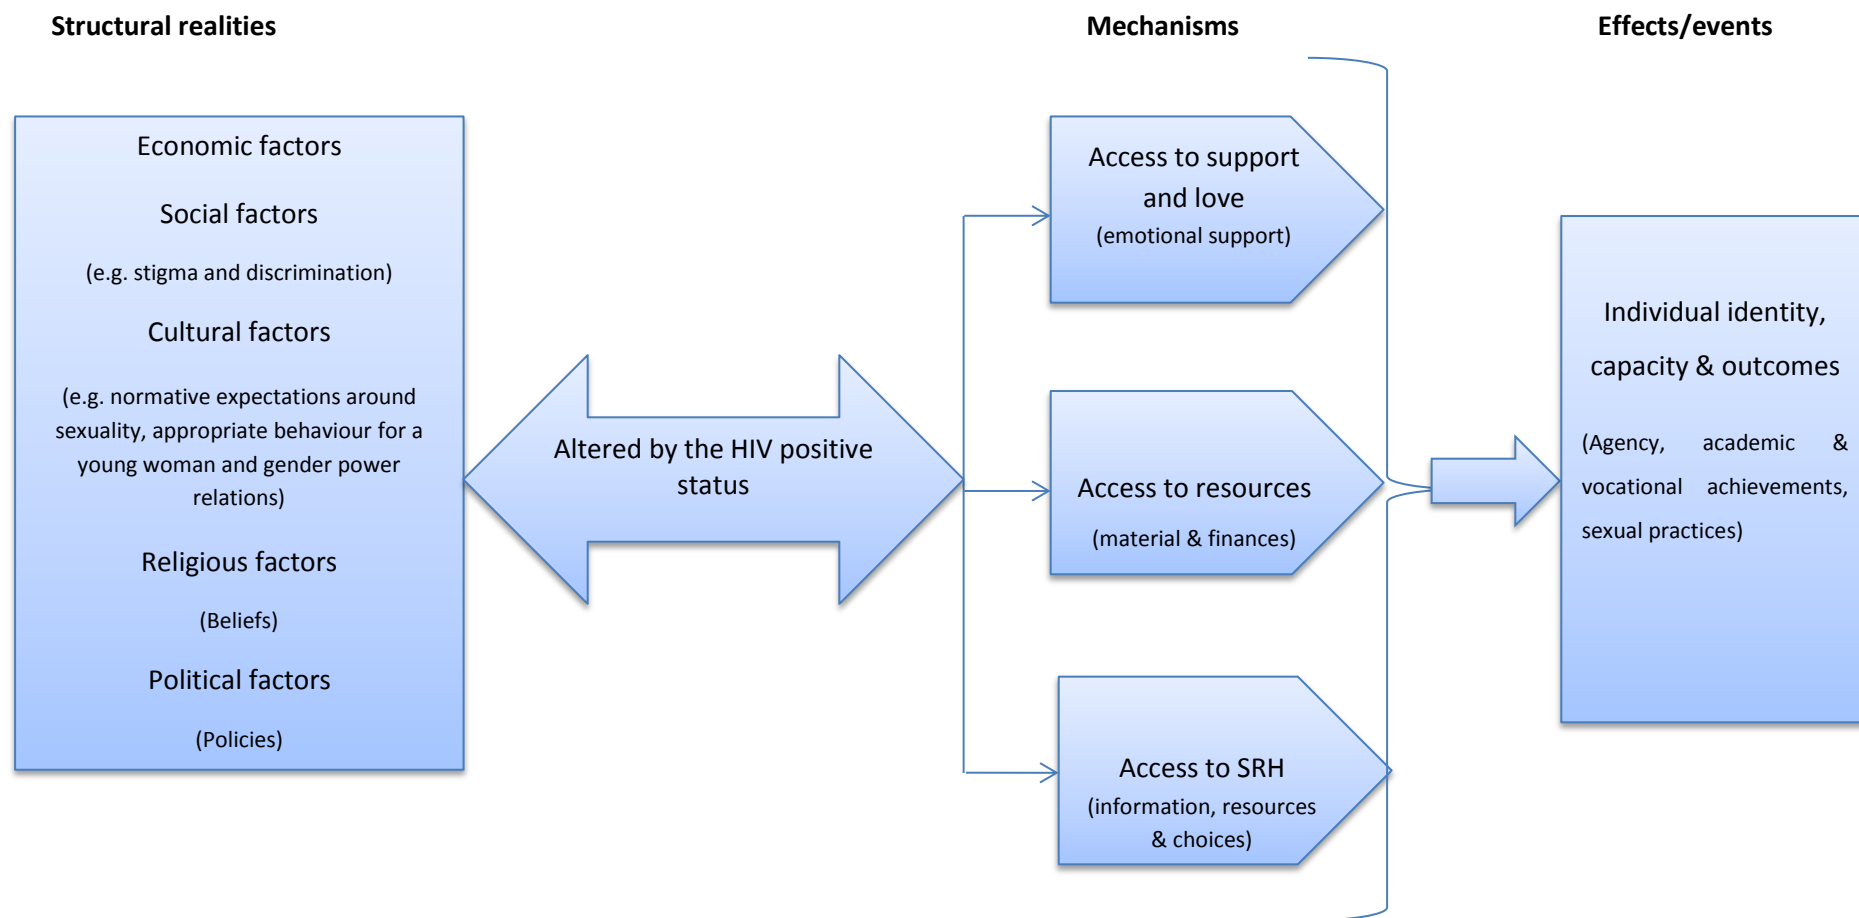 Structural realities
Mechanisms
Effects/events
Economic factors
Social factors
(e.g. stigma and discrimination)
Cultural factors
(e.g. normative expectations around
sexuality, appropriate behaviour for a
young woman and gender power
relations)
Religious factors
(Beliefs)
Political factors
(Policies)
Altered by the HIV positive
status
Access to support
and love
(emotional support)
Access to resources
(material & finances)
Access to SRH
(information, resources
& choices)
Individual identity,
capacity & outcomes
(Agency, academic &
vocational achievements,
sexual practices)